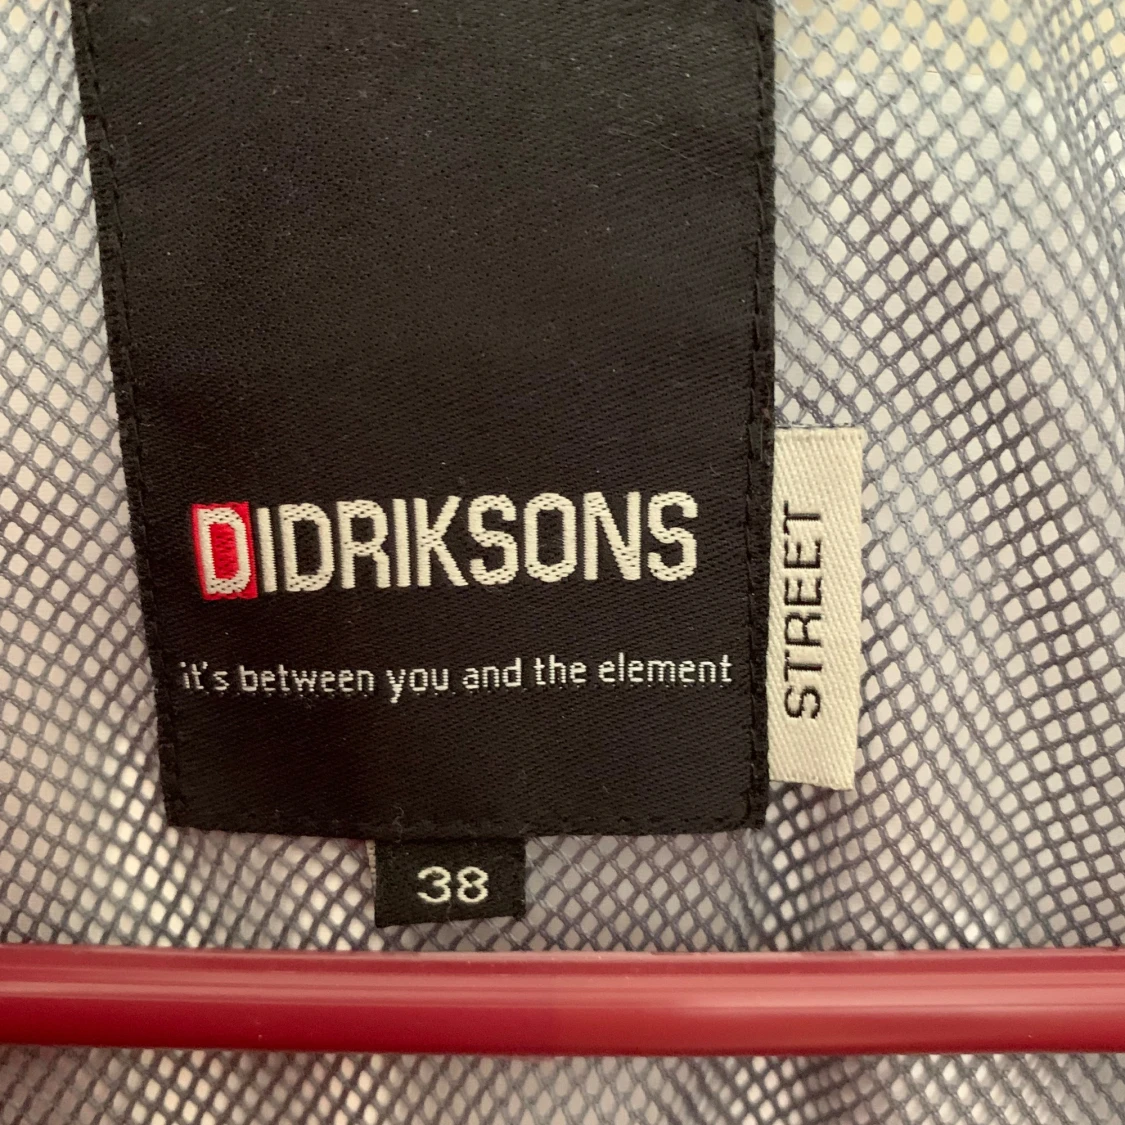 DIDRIKSONS
it's between you and the element
STREET
38